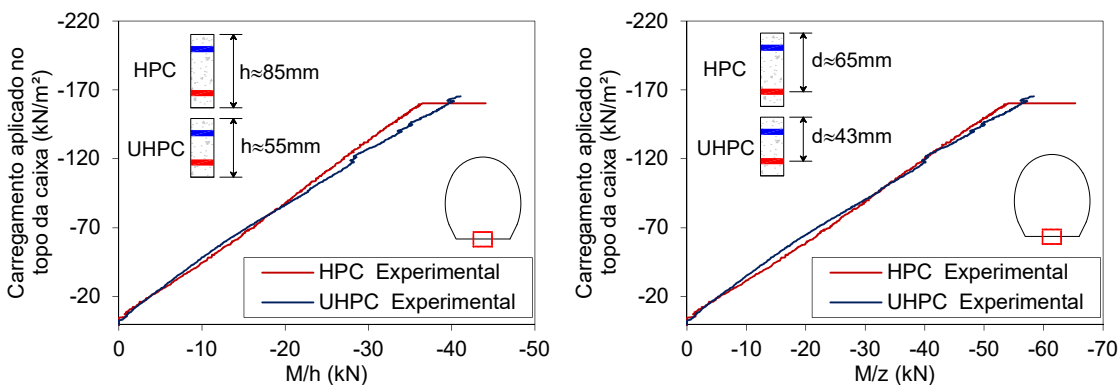 Carregamento aplicado no
topo da caixa (kN/m²)
-220
-170
-120
-70
-20
HPC
h≈85mm
UHPC
h≈55mm
HPC Experimental
UHPC Experimental
0
-10
-20
-30
-40
-50
M/h (kN)
Carregamento aplicado no
topo da caixa (kN/m²)
-220
-170
-120
-70
-20
HPC
d≈65mm
UHPC
d≈43mm
HPC Experimental
UHPC Experimental
0
-10
-20
-30
-40
-50
-60
-70
M/z (kN)